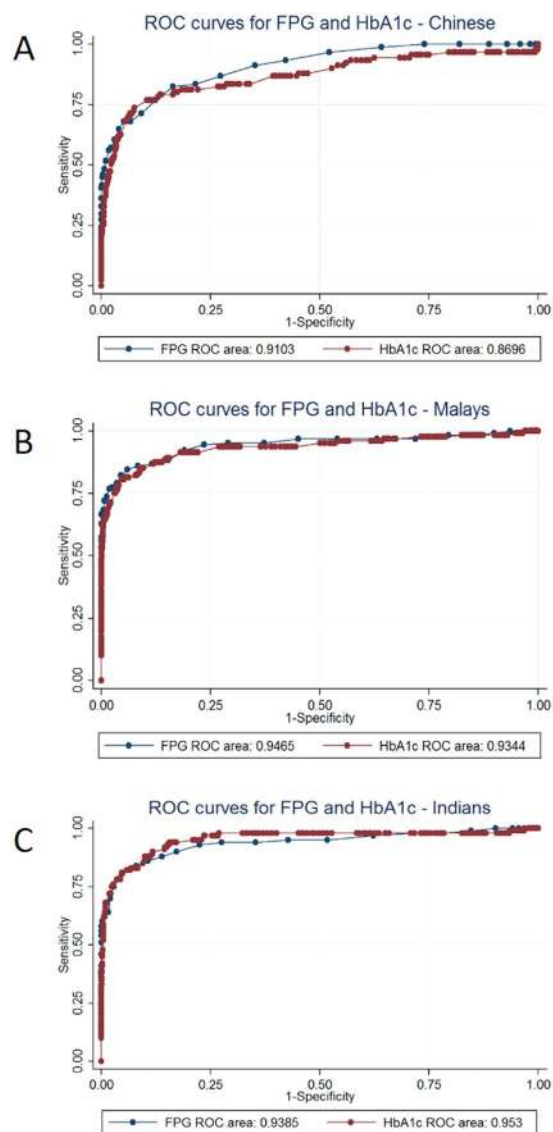 A
ROC curves for FPG and HbA1c - Chinese
Sensitivity
1.00
0.75
0.50
0.25
0.00
0.00 0.25 0.50 0.75 1.00
1-Specificity
FPG ROC area: 0.9103 HbA1c ROC area: 0.8696
B
ROC curves for FPG and HbA1c - Malays
Sensitivity
1.00
0.75
0.50
0.25
0.00
0.00 0.25 0.50 0.75 1.00
1-Specificity
FPG ROC area: 0.9465 HbA1c ROC area: 0.9344
C
ROC curves for FPG and HbA1c - Indians
Sensitivity
1.00
0.75
0.50
0.25
0.00
0.00 0.25 0.50 0.75 1.00
1-Specificity
FPG ROC area: 0.9385 HbA1c ROC area: 0.953